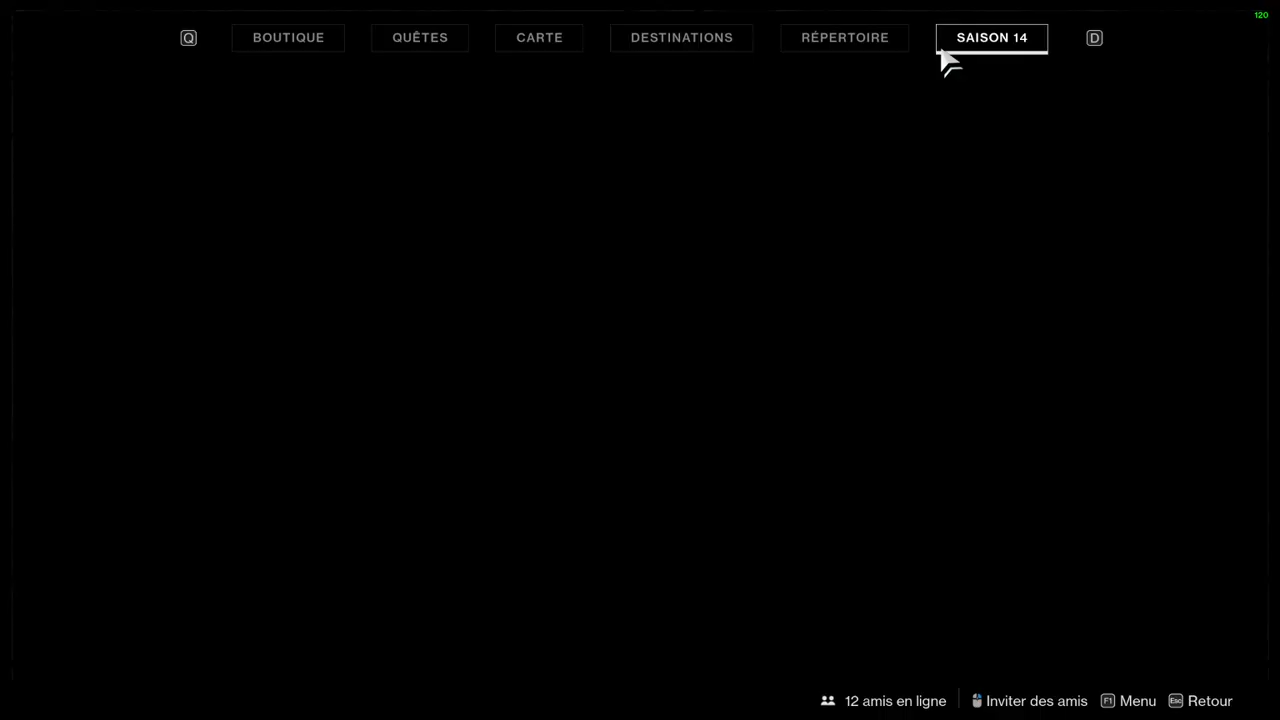 120
Q BOUTIQUE QUÊTES CARTE DESTINATIONS RÉPERTOIRE SAISON 14 D
12 amis en ligne Inviter des amis F1 Menu Esc Retour